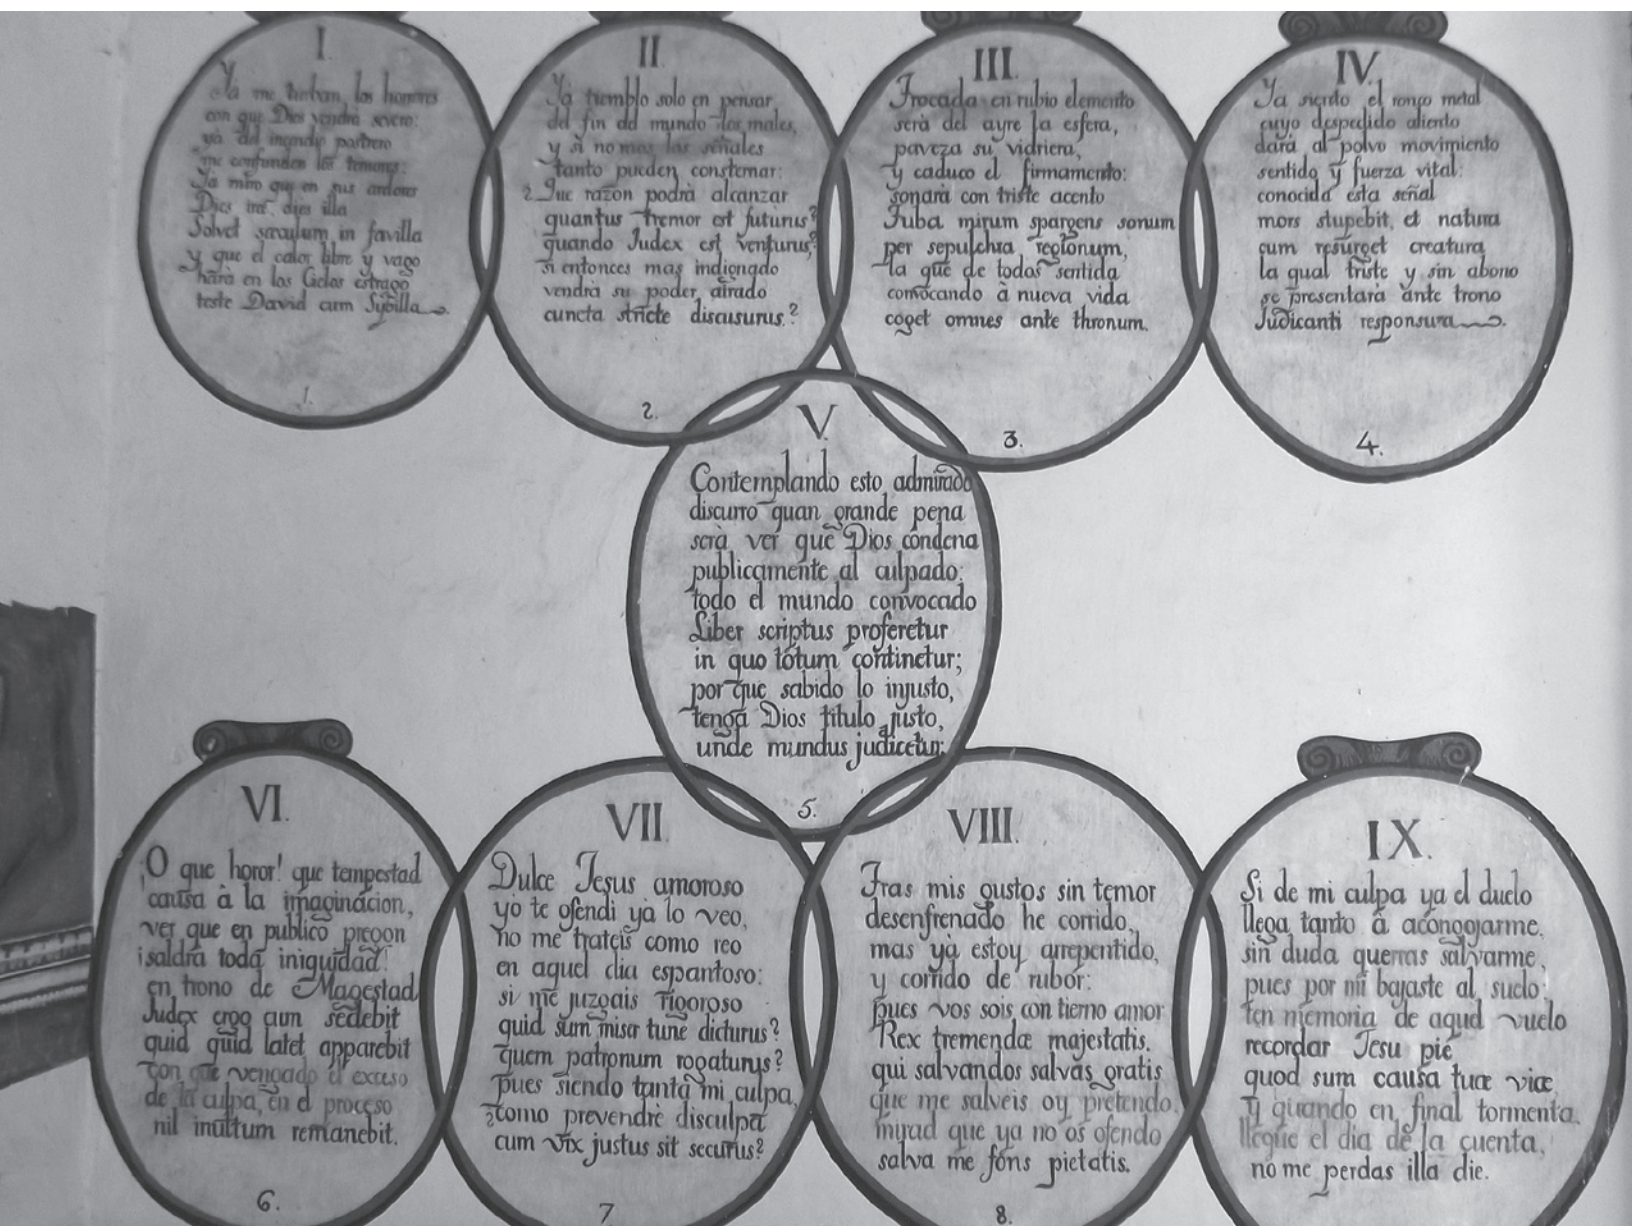 I.
Ya me turban los horrores
con que Dios vendrá severo:
ya del incendio postrero
me confunden los temores:
Ya miro que en sus ardores
Dies iræ, dies illa
Solvet sæculum in favilla
y que el calor libre y vago
hará en los Cielos estrago
teste David cum Sybilla
1.
II
Ya tiemblo solo en pensar
del fin del mundo los males,
y si no mas las señales
tanto pueden consternar:
¿Que razon podrà alcanzar
quantus tremor est futurus?
quando Judex est venturus?
si entonces mas indignado
vendrà su poder airado
cuncta stricte discusurus?
2.
III.
Trocada en rubio elemento
serà del ayre la esfera,
paveza su vidriera,
y caduco el firmamento:
sonarà con triste acento
Tuba mirum spargens sonum
per sepulchra regionum,
la que de todos sentida
convocando à nueva vida
coget omnes ante thronum.
3.
IV.
Ya siento el ronco metal
cuyo despedido aliento
dará al polvo movimiento
sentido y fuerza vital:
conocida esta señal
mors stupebit, et natura
cum resurget creatura
la qual triste y sin abono
se presentarà ante trono
Judicanti responsura
4.
V.
Contemplando esto admirado
discurro quan grande pena
serà ver que Dios condena
publicamente al culpado:
todo el mundo convocado
Liber scriptus proferetur
in quo totum continetur;
por que sabido lo injusto,
tenga Dios titulo justo,
unde mundus judicetur.
5.
VI.
¡O que horor! que tempestad
causa à la imaginacion,
ver que en publico pregon
¡saldrá toda iniquidad!
en trono de Magestad
Judex ergo cum sedebit
quid quid latet apparebit
con que vengado el exceso
de la culpa, en el proceso
nil inultum remanebit.
6.
VII.
Dulce Jesus amoroso
yo te ofendi yà lo veo,
no me trateis como reo
en aquel dia espantoso:
si me juzgais rigoroso
quid sum miser tunc dicturus?
quem patronum rogaturus?
pues siendo tanta mi culpa,
¿como prevendrè disculpa
cum vix justus sit securus?
7
VIII.
Tras mis gustos sin temor
desenfrenado he corrido,
mas ya estoy arrepentido,
y corrido de rubor:
pues vos sois con tierno amor
Rex tremendæ majestatis.
qui salvandos salvas gratis
que me salveis oy pretendo.
mirad que ya no os ofendo
salva me fons pietatis.
8.
IX.
Si de mi culpa ya el duelo
llega tanto à acongojarme,
sin duda querras salvarme,
pues por mi bajaste al suelo:
ten memoria de aquel vuelo
recordar Jesu pie
quod sum causa tuæ viæ
Y quando en final tormenta.
llegue el dia de la cuenta,
no me perdas illa die.